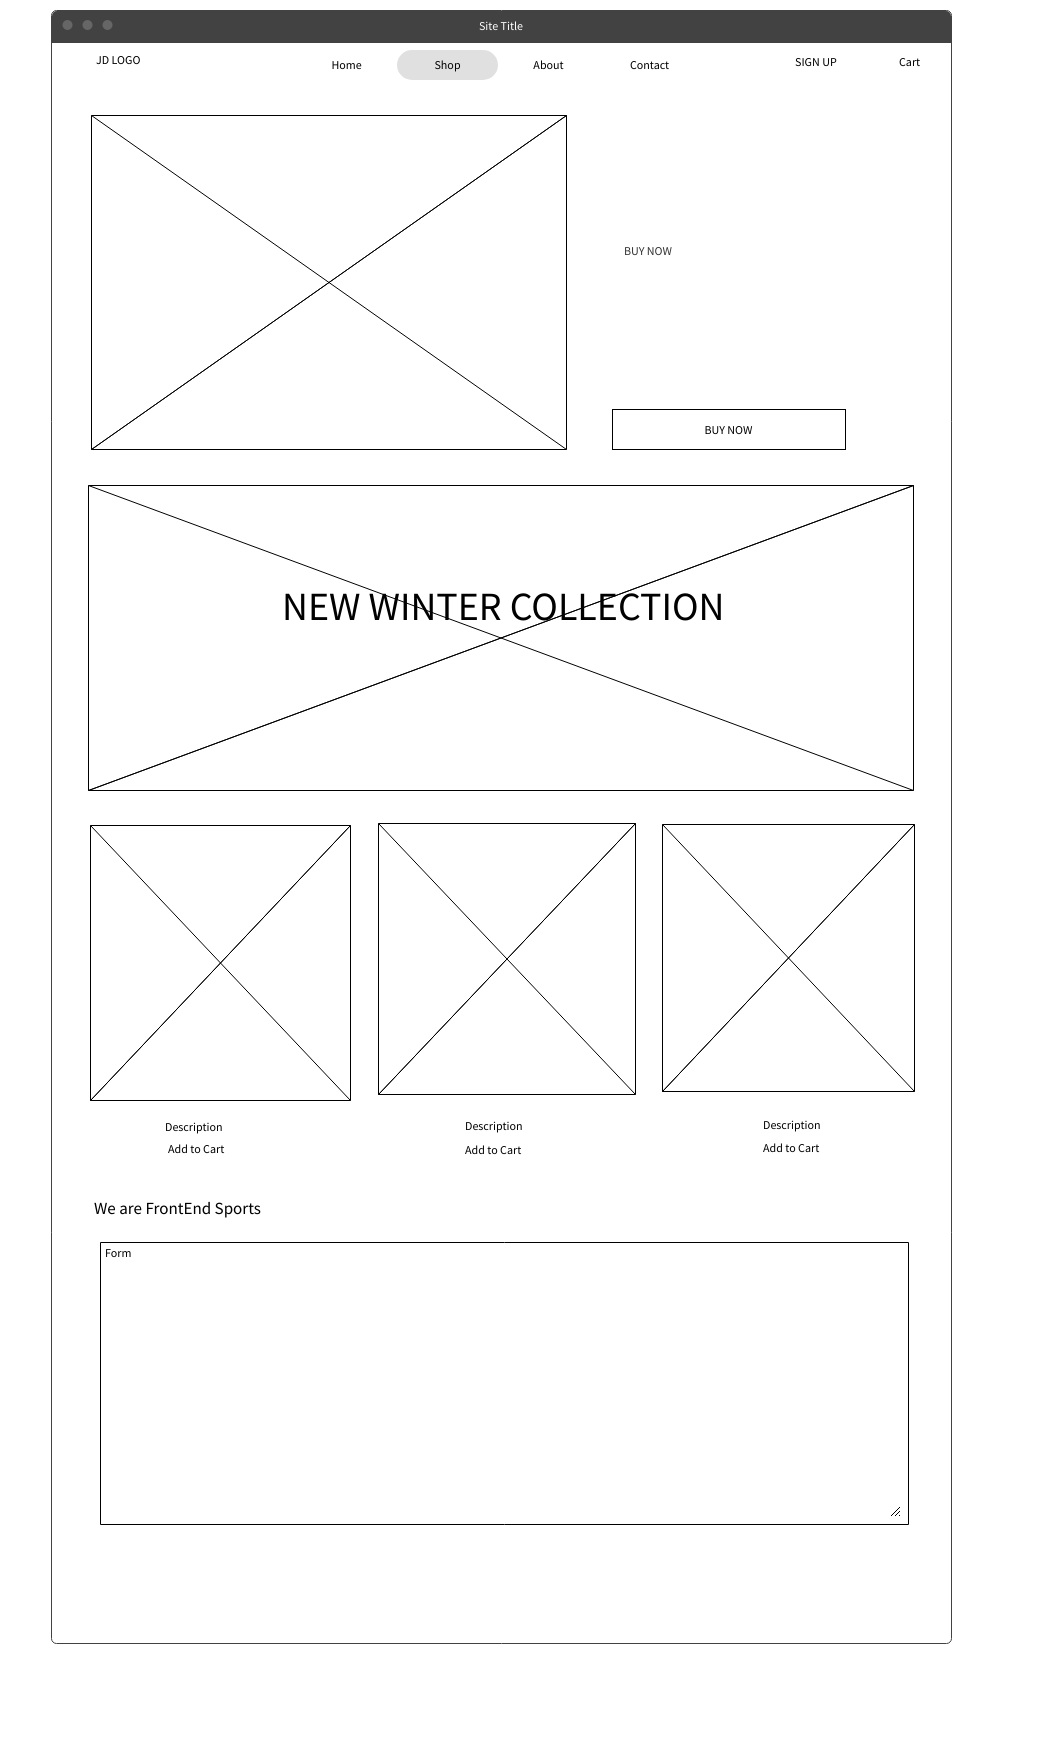 Site Title
JD LOGO
Home
Shop
About
Contact
SIGN UP
Cart
BUY NOW
BUY NOW
NEW WINTER COLLECTION
Description
Add to Cart
Description
Add to Cart
Description
Add to Cart
We are FrontEnd Sports
Form